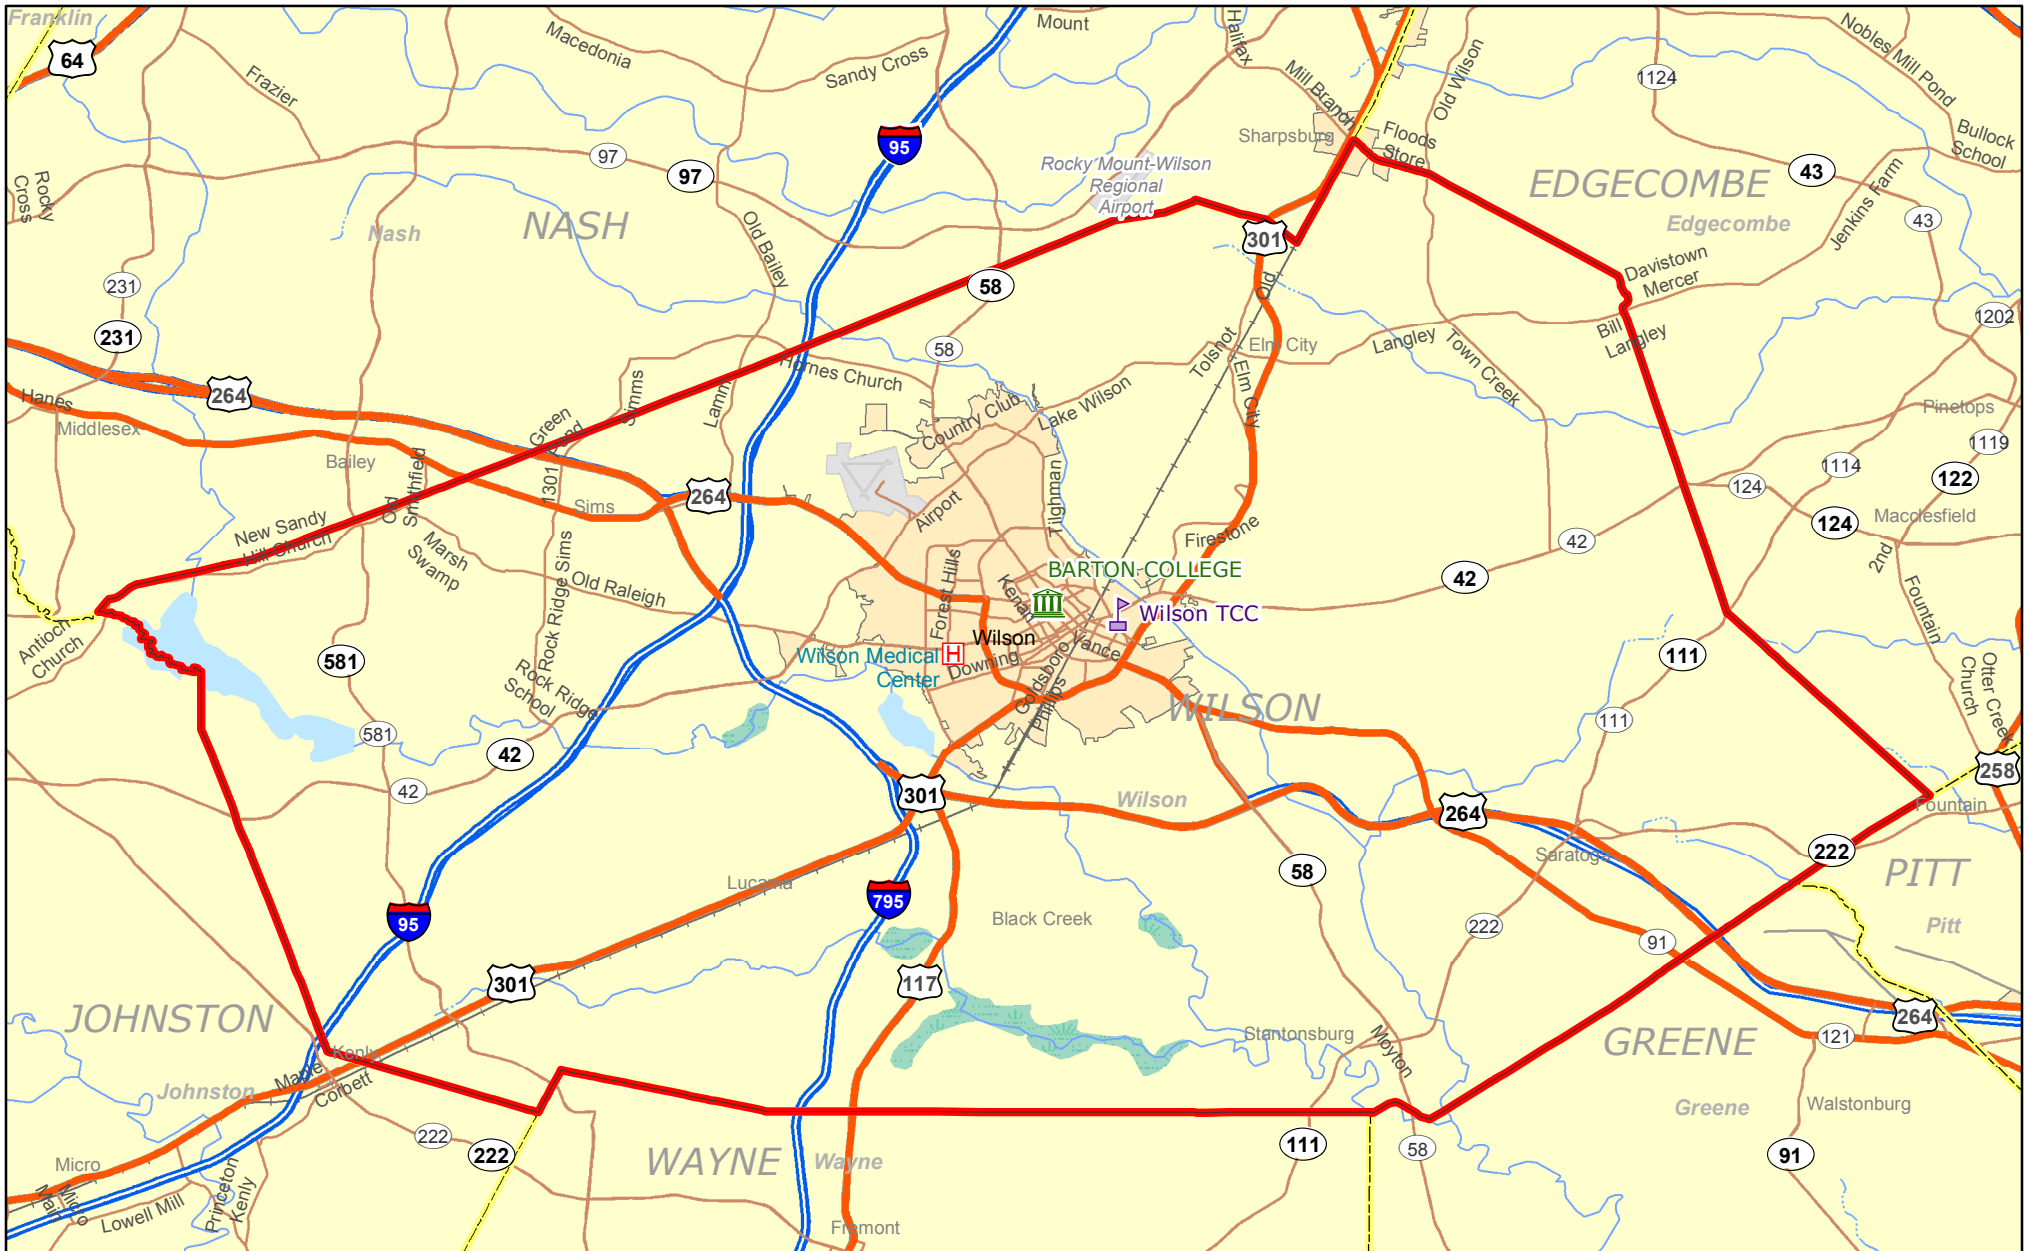 Franklin
64
Frazier
Macedonia
Sandy Cross
Mount
Halifax
Mill Branch
Old Wilson
1124
Nobles Mill Pond
Bullock
School
Sharpsburg
Floods
Store
95
97
97
Rocky
Cross
Rocky Mount-Wilson
Regional
Airport
EDGECOMBE
Edgecombe
43
43
Jenkins Farm
NASH
Nash
Old Bailey
301
Old
58
Davistown
Mercer
231
231
1202
Bill
Langley
Langley
Town Creek
Elm City
Tolsnot
Elm City
58
Hornes Church
Lamm
Simms
Green
Pond
1301
264
Hanes
Middlesex
Bailey
Old
Smithfield
Sims
264
Country Club
Lake Wilson
Tilghman
Airport
Pinetops
1119
1114
122
124
124
Macclesfield
2nd
Fountain
New Sandy
Hill Church
Marsh
Swamp
Old Raleigh
Rock Ridge Sims
Forest Hills
Kenan
Firestone
42
42
BARTON COLLEGE
Wilson TCC
Wilson
Vance
Wilson Medical
Center
H
Downing
Goldsboro
Phillips
Antioch
Church
581
581
Rock Ridge
School
42
42
WILSON
Wilson
111
111
Otter Creek
Church
258
Fountain
301
264
222
Saratoga
PITT
Pitt
58
Lucama
795
95
Black Creek
222
91
301
117
JOHNSTON
Johnston
Kenly
Maple
Corbett
Stantonsburg
Moyton
GREENE
Greene
264
121
Walstonburg
222
222
WAYNE
Wayne
111
58
91
Micro
Micro
Main
Lowell Mill
Princeton
Kenly
Fremont